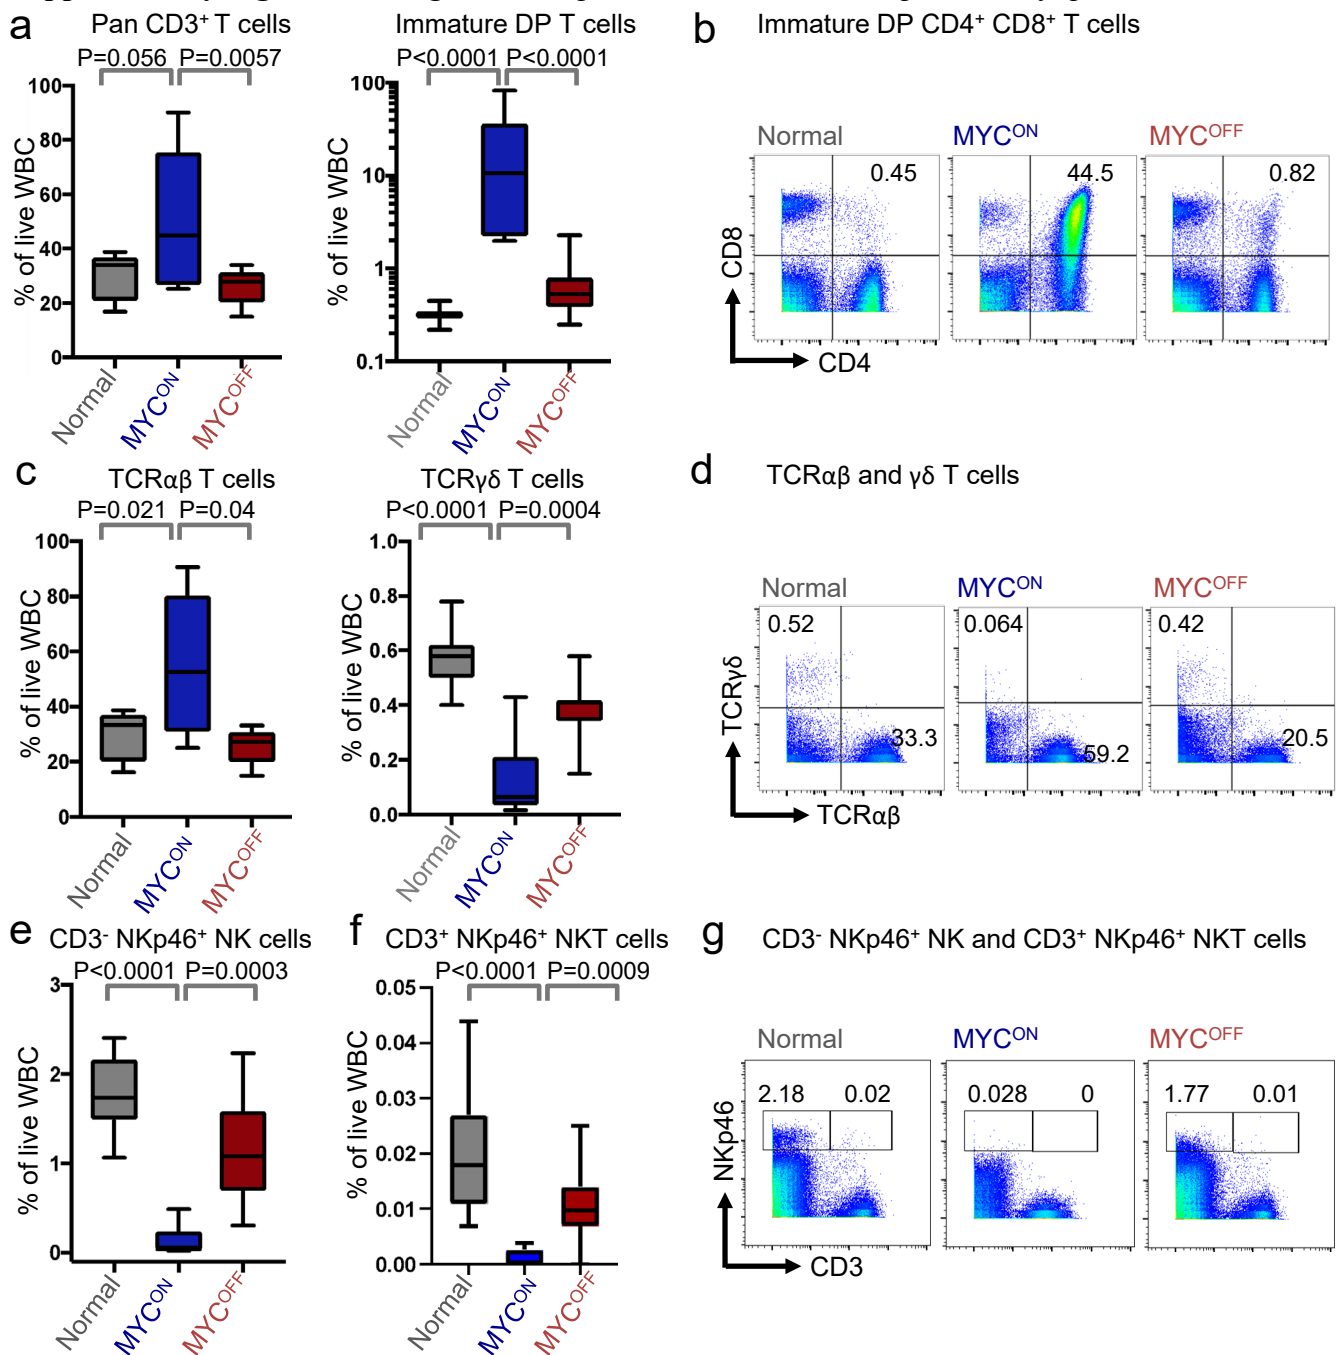 a
Pan CD3⁺ T cells
P=0.056 P=0.0057
% of live WBC
100
80
60
40
20
0
Normal
MYCᴼᴺ
MYCᴼFF
Immature DP T cells
P<0.0001 P<0.0001
% of live WBC
100
10
1
0.1
Normal
MYCᴼᴺ
MYCᴼFF
b
Immature DP CD4⁺ CD8⁺ T cells
Normal
MYCᴼᴺ
MYCᴼFF
0.45
44.5
0.82
CD8
CD4
c
TCRαβ T cells
P=0.021 P=0.04
% of live WBC
100
80
60
40
20
0
Normal
MYCᴼᴺ
MYCᴼFF
TCRγδ T cells
P<0.0001 P=0.0004
% of live WBC
1.0
0.8
0.6
0.4
0.2
0.0
Normal
MYCᴼᴺ
MYCᴼFF
d
TCRαβ and γδ T cells
Normal
MYCᴼᴺ
MYCᴼFF
0.52
33.3
0.064
59.2
0.42
20.5
TCRγδ
TCRαβ
e
CD3⁻ NKp46⁺ NK cells
P<0.0001 P=0.0003
% of live WBC
3
2
1
0
Normal
MYCᴼᴺ
MYCᴼFF
f
CD3⁺ NKp46⁺ NKT cells
P<0.0001 P=0.0009
% of live WBC
0.05
0.04
0.03
0.02
0.01
0.00
Normal
MYCᴼᴺ
MYCᴼFF
g
CD3⁻ NKp46⁺ NK and CD3⁺ NKp46⁺ NKT cells
Normal
MYCᴼᴺ
MYCᴼFF
2.18 0.02
0.028 0
1.77 0.01
NKp46
CD3